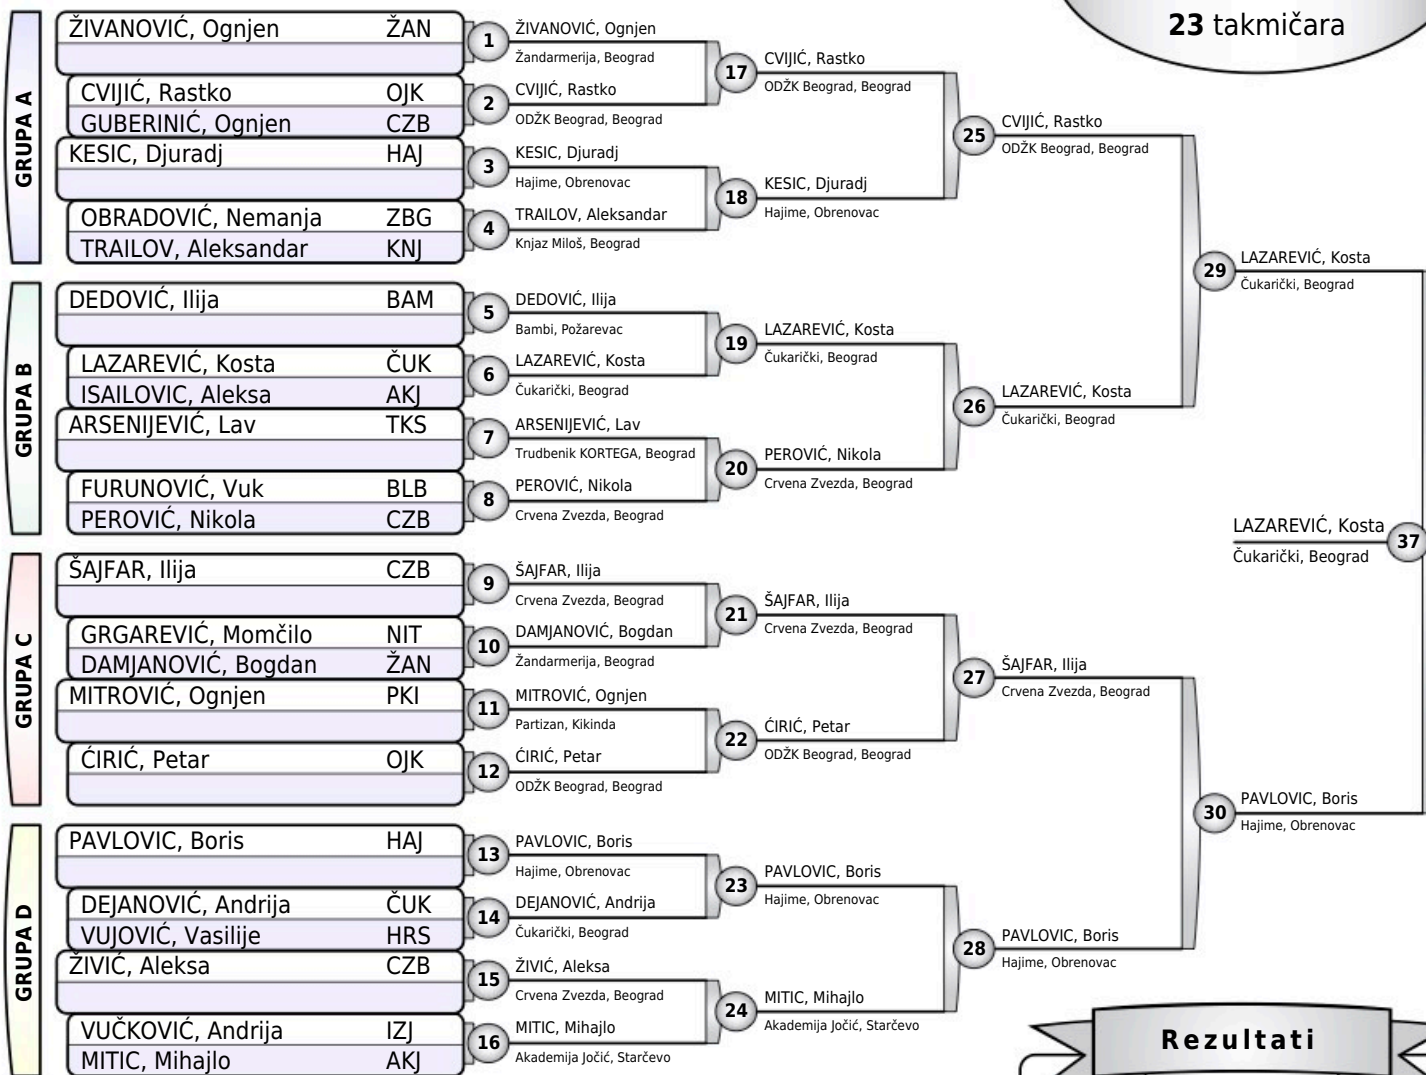 23 takmičara
GRUPA A
ŽIVANOVIĆ, Ognjen ŽAN
CVIJIĆ, Rastko OJK
GUBERINIĆ, Ognjen CZB
KESIC, Djuradj HAJ
OBRADOVIĆ, Nemanja ZBG
TRAILOV, Aleksandar KNJ
GRUPA B
DEDOVIĆ, Ilija BAM
LAZAREVIĆ, Kosta ČUK
ISAILOVIC, Aleksa AKJ
ARSENIJEVIĆ, Lav TKS
FURUNOVIĆ, Vuk BLB
PEROVIĆ, Nikola CZB
GRUPA C
ŠAJFAR, Ilija CZB
GRGAREVIĆ, Momčilo NIT
DAMJANOVIĆ, Bogdan ŽAN
MITROVIĆ, Ognjen PKI
ĆIRIĆ, Petar OJK
GRUPA D
PAVLOVIC, Boris HAJ
DEJANOVIĆ, Andrija ČUK
VUJOVIĆ, Vasilije HRS
ŽIVIĆ, Aleksa CZB
VUČKOVIĆ, Andrija IZJ
MITIC, Mihajlo AKJ
1 ŽIVANOVIĆ, Ognjen
Žandarmerija, Beograd
2 CVIJIĆ, Rastko
ODŽK Beograd, Beograd
3 KESIC, Djuradj
Hajime, Obrenovac
4 TRAILOV, Aleksandar
Knjaz Miloš, Beograd
5 DEDOVIĆ, Ilija
Bambi, Požarevac
6 LAZAREVIĆ, Kosta
Čukarički, Beograd
7 ARSENIJEVIĆ, Lav
Trudbenik KORTEGA, Beograd
8 PEROVIĆ, Nikola
Crvena Zvezda, Beograd
9 ŠAJFAR, Ilija
Crvena Zvezda, Beograd
10 DAMJANOVIĆ, Bogdan
Žandarmerija, Beograd
11 MITROVIĆ, Ognjen
Partizan, Kikinda
12 ĆIRIĆ, Petar
ODŽK Beograd, Beograd
13 PAVLOVIC, Boris
Hajime, Obrenovac
14 DEJANOVIĆ, Andrija
Čukarički, Beograd
15 ŽIVIĆ, Aleksa
Crvena Zvezda, Beograd
16 MITIC, Mihajlo
Akademija Jočić, Starčevo
17 CVIJIĆ, Rastko
ODŽK Beograd, Beograd
18 KESIC, Djuradj
Hajime, Obrenovac
19 LAZAREVIĆ, Kosta
Čukarički, Beograd
20 PEROVIĆ, Nikola
Crvena Zvezda, Beograd
21 ŠAJFAR, Ilija
Crvena Zvezda, Beograd
22 ĆIRIĆ, Petar
ODŽK Beograd, Beograd
23 PAVLOVIC, Boris
Hajime, Obrenovac
24 MITIC, Mihajlo
Akademija Jočić, Starčevo
25 CVIJIĆ, Rastko
ODŽK Beograd, Beograd
26 LAZAREVIĆ, Kosta
Čukarički, Beograd
27 ŠAJFAR, Ilija
Crvena Zvezda, Beograd
28 PAVLOVIC, Boris
Hajime, Obrenovac
29 LAZAREVIĆ, Kosta
Čukarički, Beograd
30 PAVLOVIC, Boris
Hajime, Obrenovac
LAZAREVIĆ, Kosta 37
Čukarički, Beograd
Rezultati